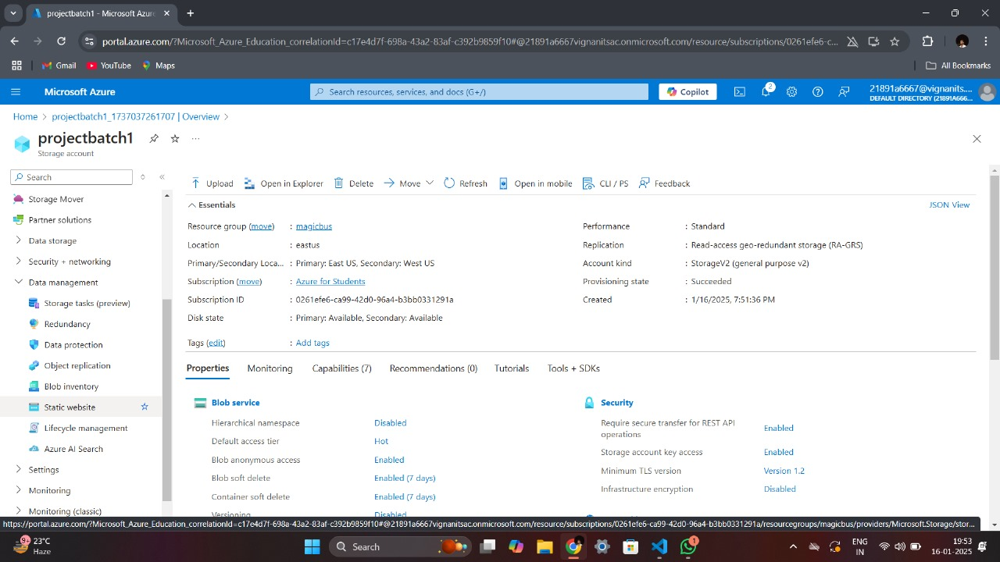 projectbatch1 - Microsoft Azure
portal.azure.com/?Microsoft_Azure_Education_correlationId=c17e4d7f-698a-43a2-83af-c392b9859f10#@21891a6667vignanitsac.onmicrosoft.com/resource/subscriptions/0261efe6-c...
Gmail
YouTube
Maps
All Bookmarks
Microsoft Azure
Search resources, services, and docs (G+/)
Copilot
2
21891a6667@vignanits....
DEFAULT DIRECTORY (21891A666...
Home > projectbatch1_1737037261707 | Overview >
projectbatch1
Storage account
Search
Storage Mover
Partner solutions
Data storage
Security + networking
Data management
Storage tasks (preview)
Redundancy
Data protection
Object replication
Blob inventory
Static website
Lifecycle management
Azure AI Search
Settings
Monitoring
Monitoring (classic)
Upload
Open in Explorer
Delete
Move
Refresh
Open in mobile
CLI / PS
Feedback
Essentials
JSON View
Resource group (move) : magicbus
Location : eastus
Primary/Secondary Loca... : Primary: East US, Secondary: West US
Subscription (move) : Azure for Students
Subscription ID : 0261efe6-ca99-42d0-96a4-b3bb0331291a
Disk state : Primary: Available, Secondary: Available
Tags (edit) : Add tags
Performance : Standard
Replication : Read-access geo-redundant storage (RA-GRS)
Account kind : StorageV2 (general purpose v2)
Provisioning state : Succeeded
Created : 1/16/2025, 7:51:36 PM
Properties
Monitoring
Capabilities (7)
Recommendations (0)
Tutorials
Tools + SDKs
Blob service
Hierarchical namespace Disabled
Default access tier Hot
Blob anonymous access Enabled
Blob soft delete Enabled (7 days)
Container soft delete Enabled (7 days)
Versioning Disabled
Security
Require secure transfer for REST API
operations Enabled
Storage account key access Enabled
Minimum TLS version Version 1.2
Infrastructure encryption Disabled
https://portal.azure.com/?Microsoft_Azure_Education_correlationId=c17e4d7f-698a-43a2-83af-c392b9859f10#@21891a6667vignanitsac.onmicrosoft.com/resource/subscriptions/0261efe6-ca99-42d0-96a4-b3bb0331291a/resourcegroups/magicbus/providers/Microsoft.Storage/stor...
9+
23°C
Haze
Search
1
ENG
IN
19:53
16-01-2025